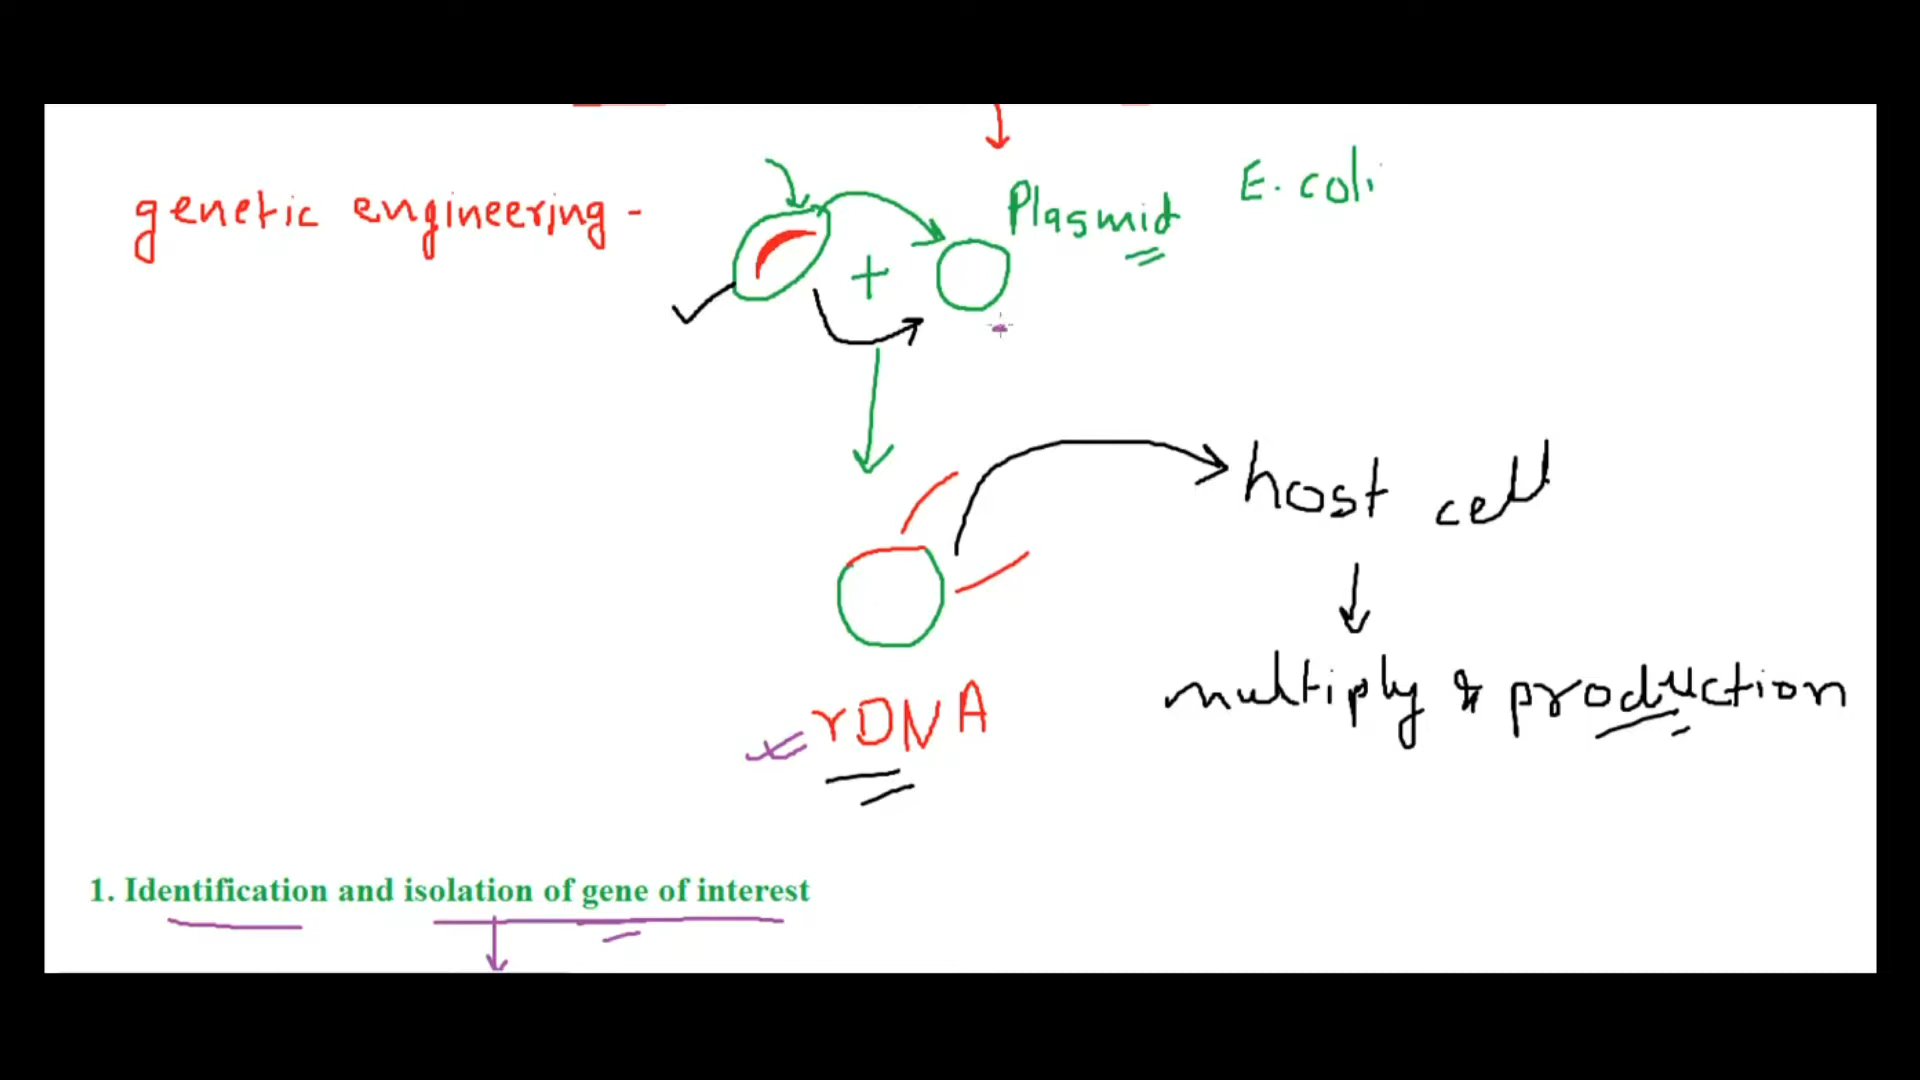 genetic engineering -
Plasmid E. coli
+
host cell
multiply & production
rDNA
1. Identification and isolation of gene of interest